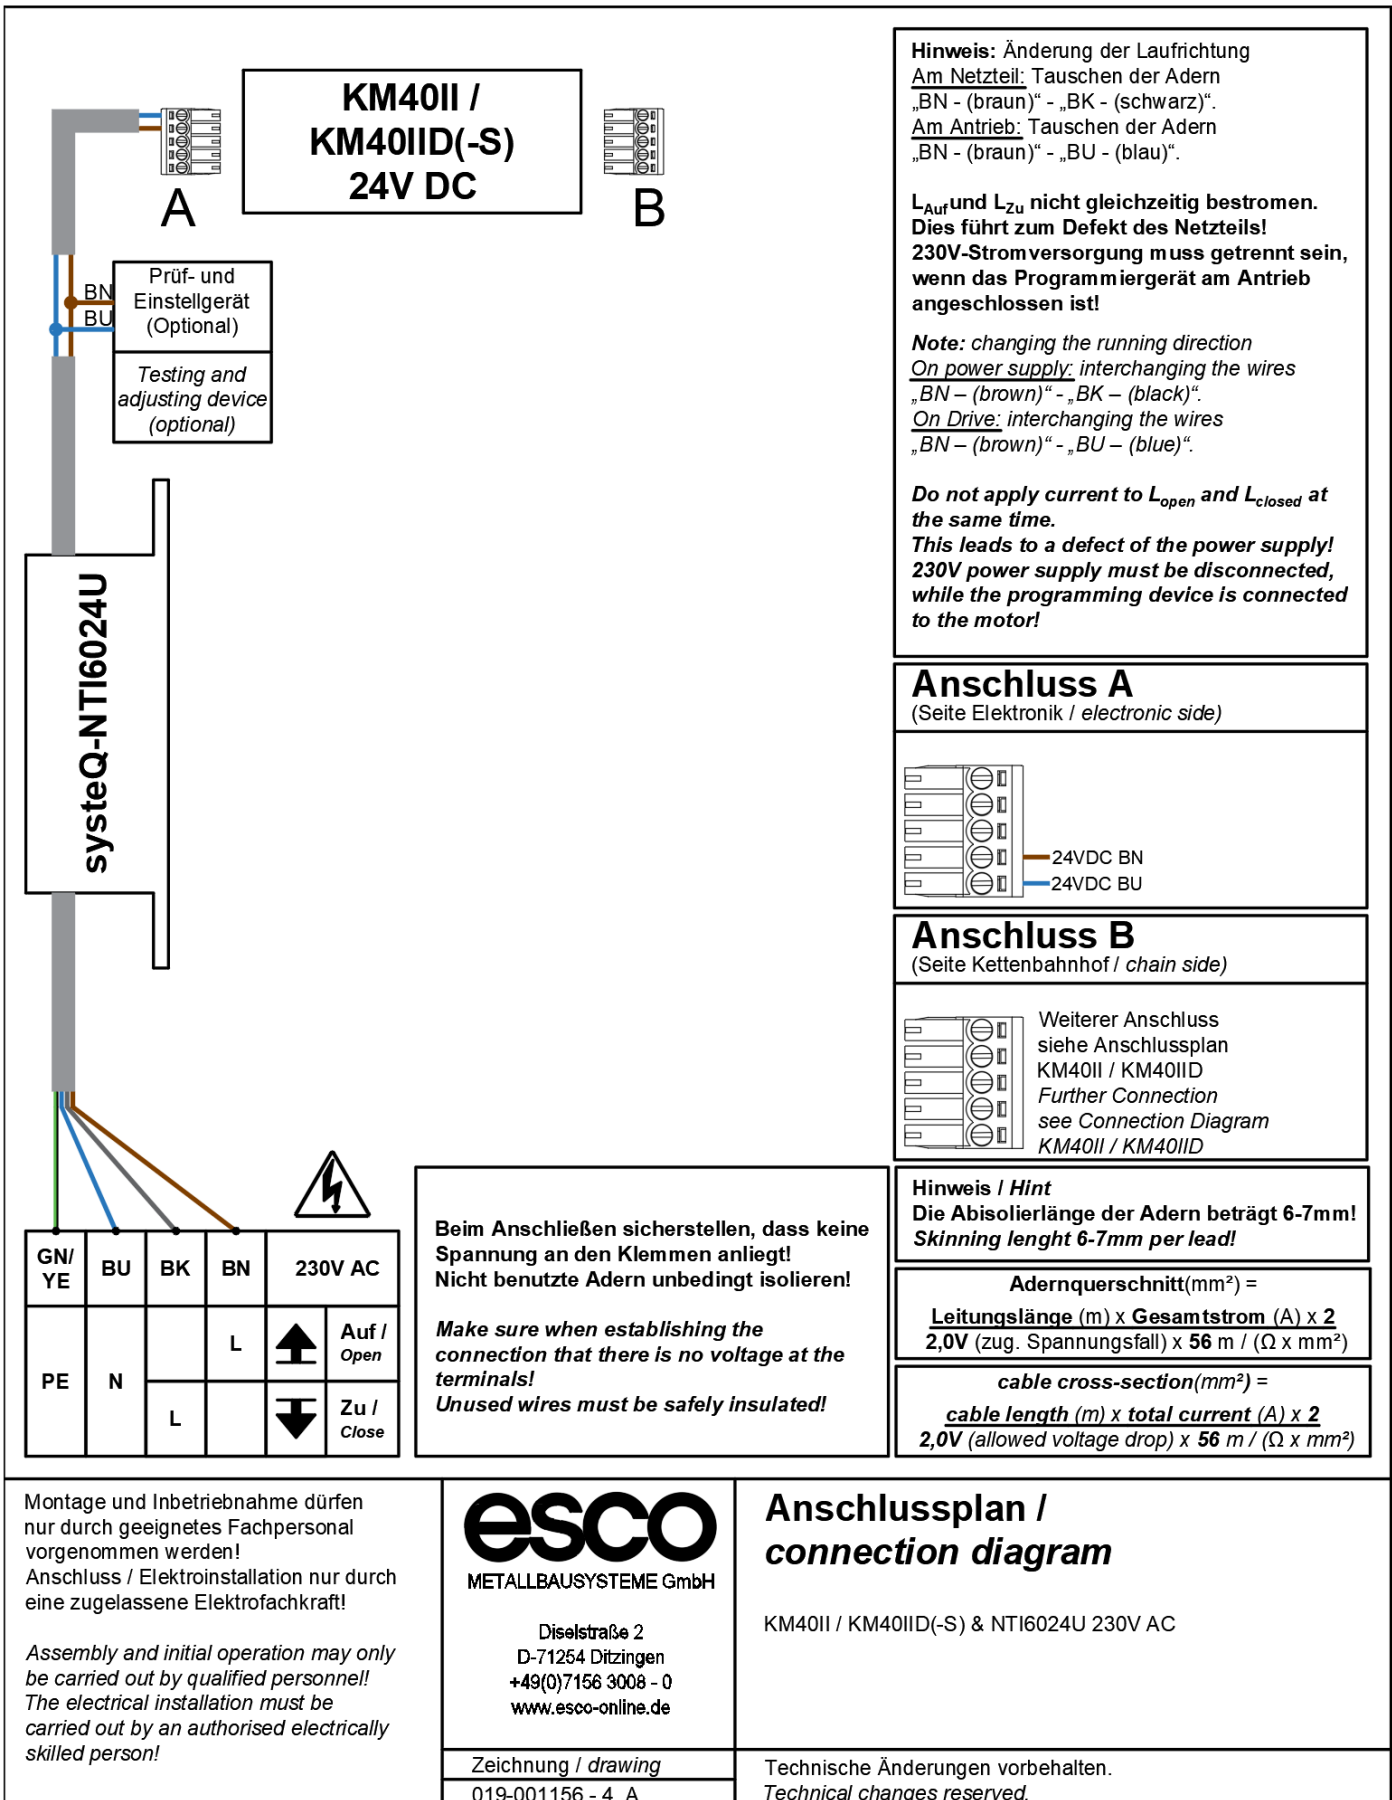 KM40II /
KM40IID(-S)
24V DC
A
B
BN
BU
Prüf- und
Einstellgerät
(Optional)
Testing and
adjusting device
(optional)
systeQ-NTI6024U
GN/
YE
BU
BK
BN
230V AC
PE
N
L
Auf /
Open
L
Zu /
Close
Hinweis: Änderung der Laufrichtung
Am Netzteil: Tauschen der Adern
„BN - (braun)“ - „BK - (schwarz)“.
Am Antrieb: Tauschen der Adern
„BN - (braun)“ - „BU - (blau)“.
LAuf und LZu nicht gleichzeitig bestromen.
Dies führt zum Defekt des Netzteils!
230V-Stromversorgung muss getrennt sein,
wenn das Programmiergerät am Antrieb
angeschlossen ist!
Note: changing the running direction
On power supply: interchanging the wires
„BN – (brown)“ - „BK – (black)“.
On Drive: interchanging the wires
„BN – (brown)“ - „BU – (blue)“.
Do not apply current to Lopen and Lclosed at
the same time.
This leads to a defect of the power supply!
230V power supply must be disconnected,
while the programming device is connected
to the motor!
Anschluss A
(Seite Elektronik / electronic side)
24VDC BN
24VDC BU
Anschluss B
(Seite Kettenbahnhof / chain side)
Weiterer Anschluss
siehe Anschlussplan
KM40II / KM40IID
Further Connection
see Connection Diagram
KM40II / KM40IID
Beim Anschließen sicherstellen, dass keine
Spannung an den Klemmen anliegt!
Nicht benutzte Adern unbedingt isolieren!
Make sure when establishing the
connection that there is no voltage at the
terminals!
Unused wires must be safely insulated!
Hinweis / Hint
Die Abisolierlänge der Adern beträgt 6-7mm!
Skinning lenght 6-7mm per lead!
Adernquerschnitt(mm²) =
Leitungslänge (m) x Gesamtstrom (A) x 2
2,0V (zug. Spannungsfall) x 56 m / (Ω x mm²)
cable cross-section(mm²) =
cable length (m) x total current (A) x 2
2,0V (allowed voltage drop) x 56 m / (Ω x mm²)
Montage und Inbetriebnahme dürfen
nur durch geeignetes Fachpersonal
vorgenommen werden!
Anschluss / Elektroinstallation nur durch
eine zugelassene Elektrofachkraft!
Assembly and initial operation may only
be carried out by qualified personnel!
The electrical installation must be
carried out by an authorised electrically
skilled person!
esco
METALLBAUSYSTEME GmbH
Diselstraße 2
D-71254 Ditzingen
+49(0)7156 3008 - 0
www.esco-online.de
Zeichnung / drawing
019-001156 - 4 A
Anschlussplan /
connection diagram
KM40II / KM40IID(-S) & NTI6024U 230V AC
Technische Änderungen vorbehalten.
Technical changes reserved.